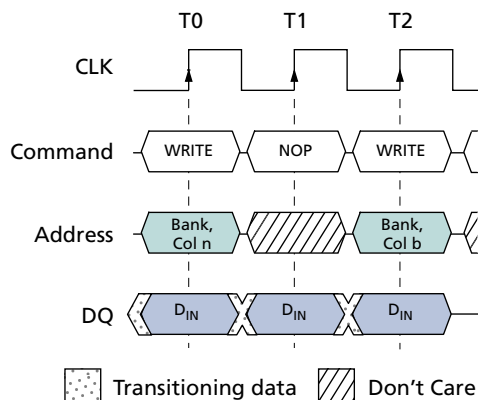 T0 T1 T2
CLK
Command WRITE NOP WRITE
Address Bank, Col n Bank, Col b
DQ DIN DIN DIN
Transitioning data Don't Care